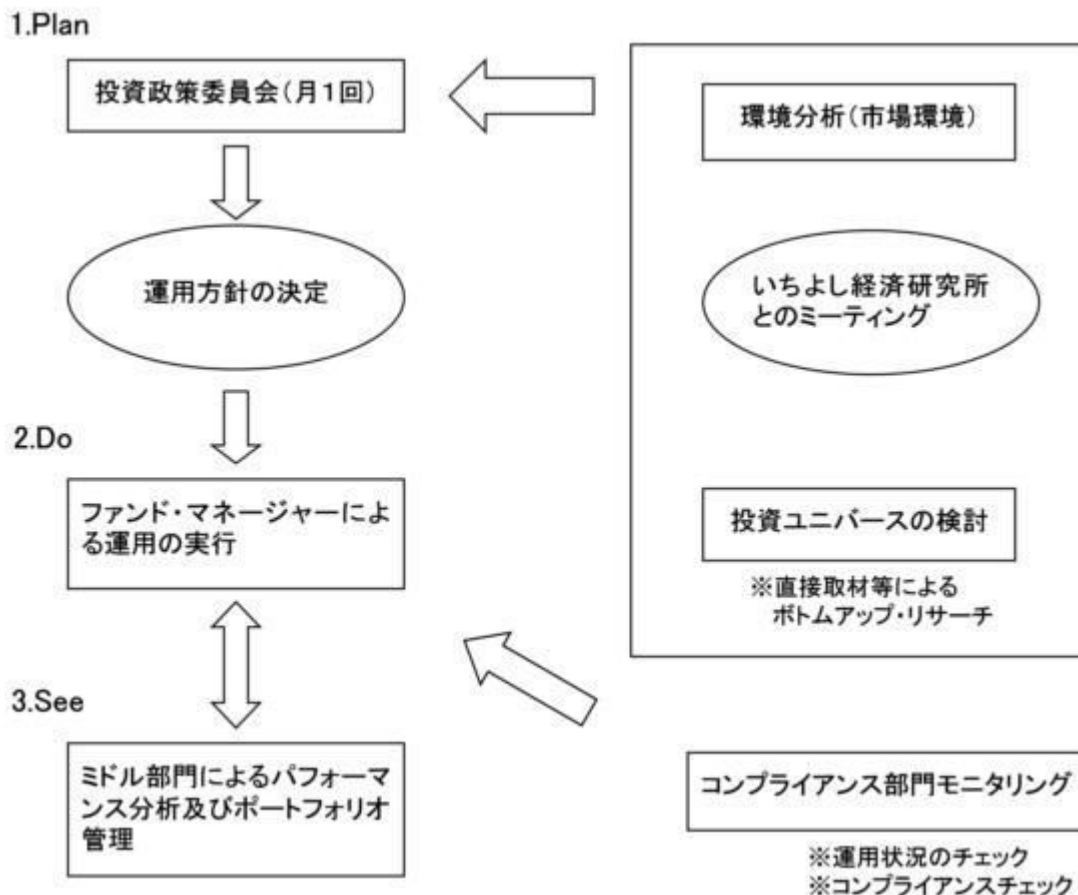 1.Plan
投資政策委員会(月1回)
運用方針の決定
2.Do
ファンド・マネージャーによ
る運用の実行
3.See
ミドル部門によるパフォーマ
ンス分析及びポートフォリオ
管理
環境分析(市場環境)
いちよし経済研究所
とのミーティング
投資ユニバースの検討
※直接取材等による
ボトムアップ・リサーチ
コンプライアンス部門モニタリング
※運用状況のチェック
※コンプライアンスチェック